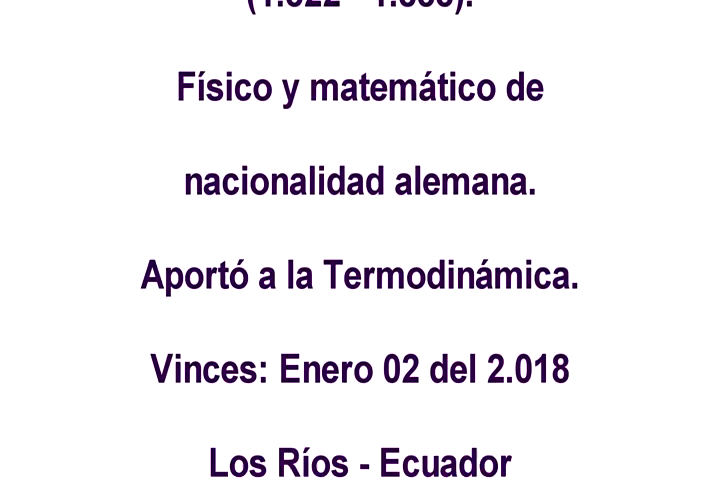 Físico y matemático de
nacionalidad alemana.
Aportó a la Termodinámica.
Vinces: Enero 02 del 2.018
Los Ríos - Ecuador